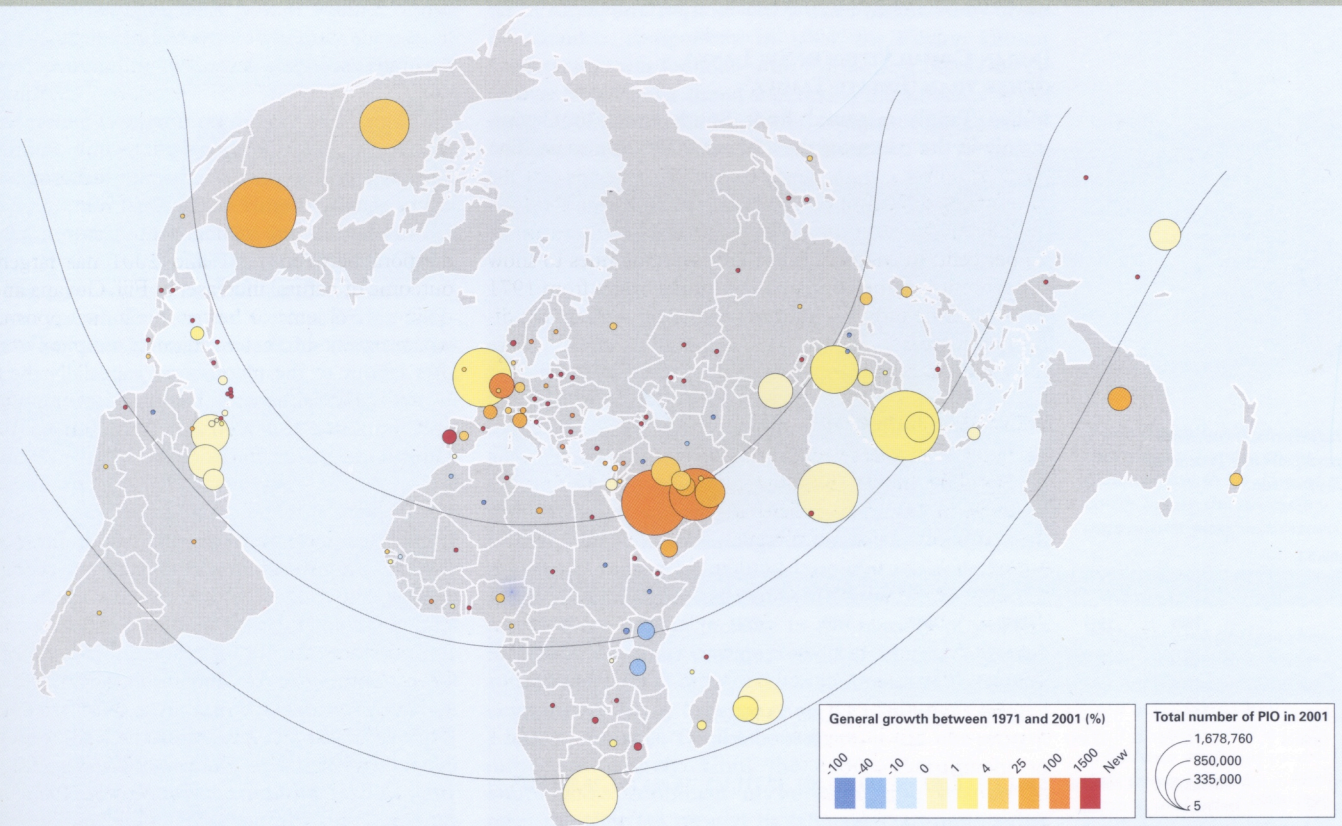 General growth between 1971 and 2001 (%)
-100 -40 -10 0 1 4 25 100 1500 New
Total number of PIO in 2001
1,678,760
850,000
335,000
5